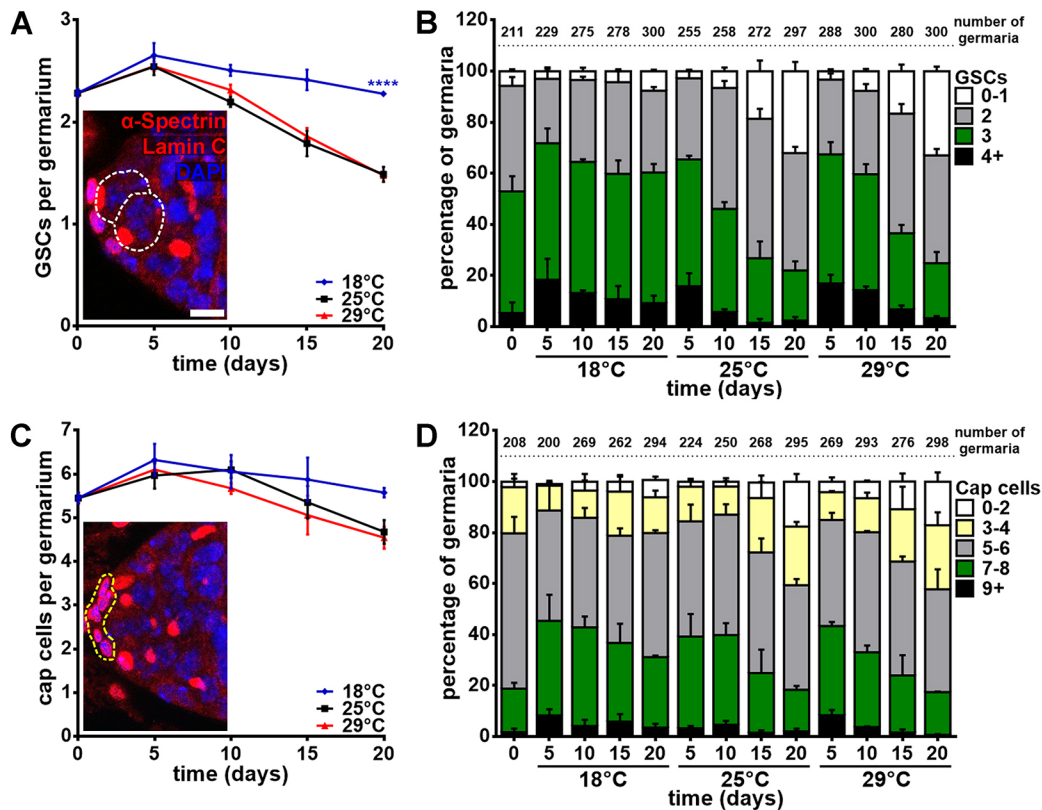 A
GSCs per germarium
3
2
1
0
α-Spectrin
Lamin C
DAPI
****
18°C
25°C
29°C
0 5 10 15 20
time (days)
B
percentage of germaria
120
100
80
60
40
20
0
211 229 275 278 300 255 258 272 297 288 300 280 300
number of
germaria
GSCs
0-1
2
3
4+
0 5 10 15 20 5 10 15 20 5 10 15 20
18°C 25°C 29°C
time (days)
C
cap cells per germarium
7
6
5
4
3
2
1
0
18°C
25°C
29°C
0 5 10 15 20
time (days)
D
percentage of germaria
120
100
80
60
40
20
0
208 200 269 262 294 224 250 268 295 269 293 276 298
number of
germaria
Cap cells
0-2
3-4
5-6
7-8
9+
0 5 10 15 20 5 10 15 20 5 10 15 20
18°C 25°C 29°C
time (days)